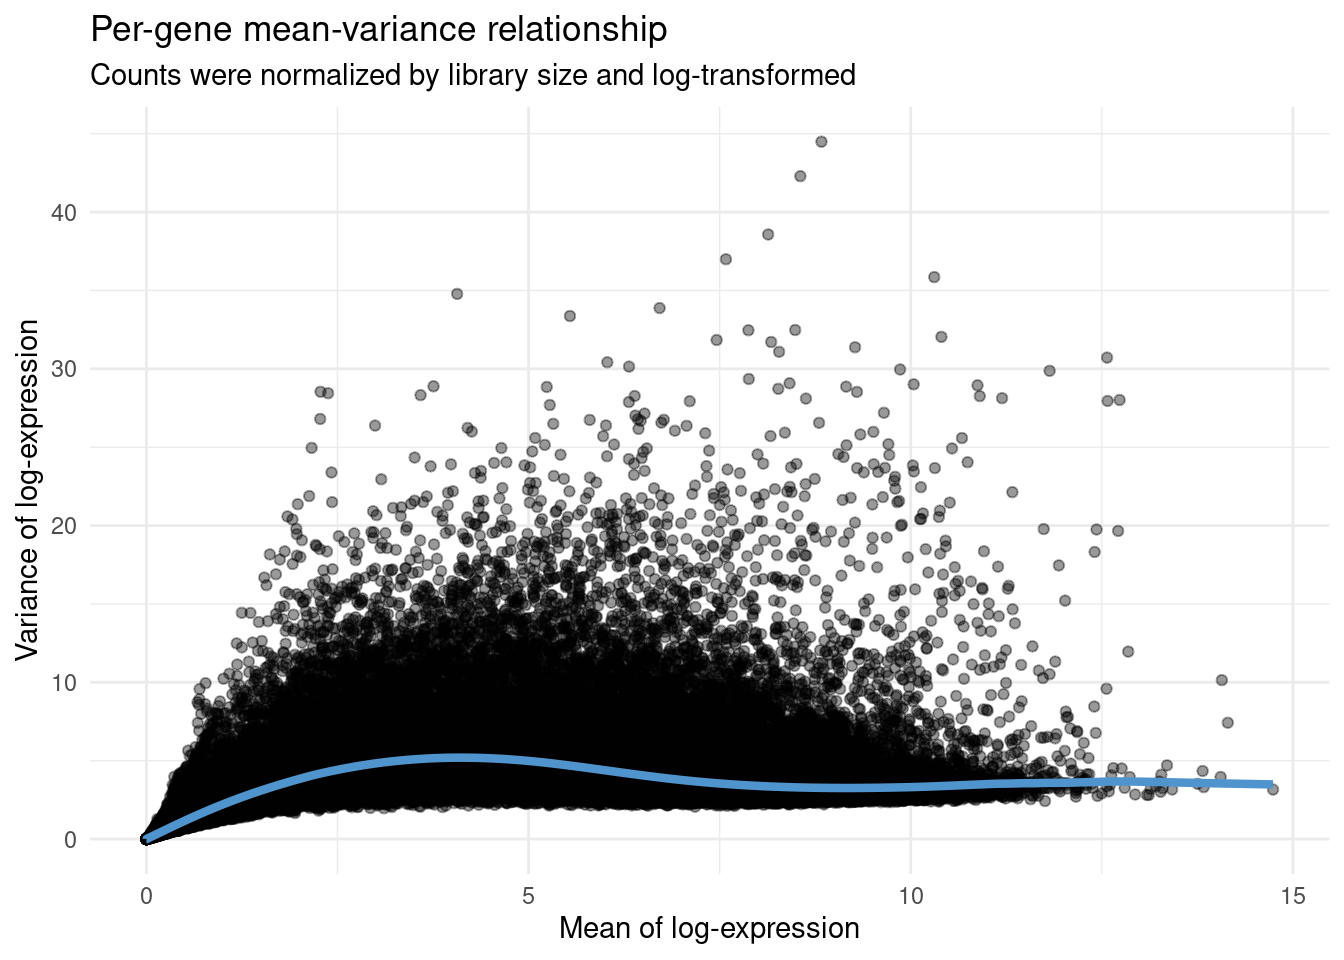 Per-gene mean-variance relationship
Counts were normalized by library size and log-transformed
Variance of log-expression
40
30
20
10
0
0 5 10 15
Mean of log-expression